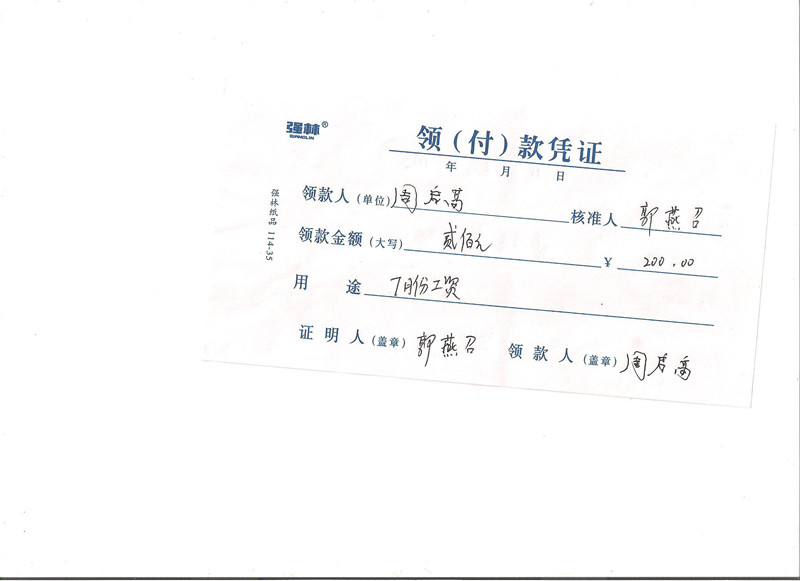 强林®
QIANGLIN
领（付）款凭证
年 月 日
强林纸品 114-35
领款人（单位）周启高 核准人 郭燕召
领款金额（大写）贰佰元 ¥ 200.00
用 途 7月份工资
证明人（盖章）郭燕召 领款人（盖章）周启高